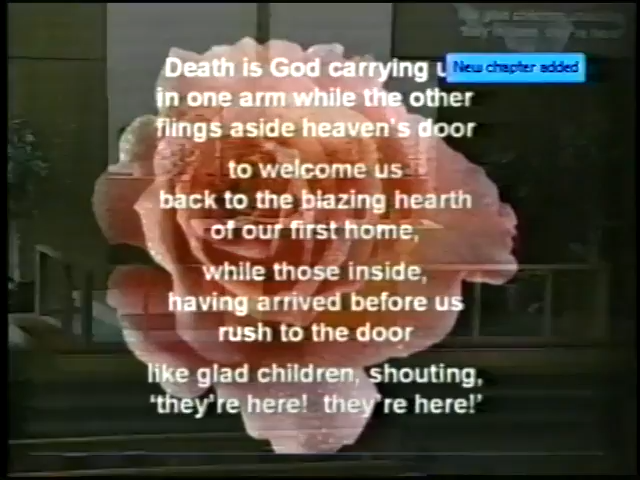 Death is God carrying
New chapter added
in one arm while the other
flings aside heaven's door
to welcome us
back to the blazing hearth
of our first home,
while those inside,
having arrived before us
rush to the door
like glad children, shouting,
'they're here!  they're here!'